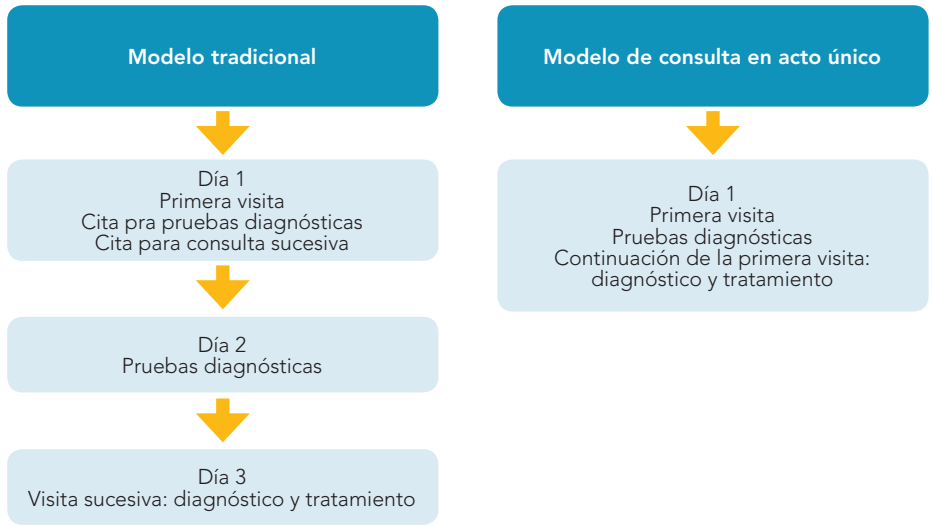 Modelo tradicional
Día 1
Primera visita
Cita pra pruebas diagnósticas
Cita para consulta sucesiva
Día 2
Pruebas diagnósticas
Día 3
Visita sucesiva: diagnóstico y tratamiento
Modelo de consulta en acto único
Día 1
Primera visita
Pruebas diagnósticas
Continuación de la primera visita:
diagnóstico y tratamiento